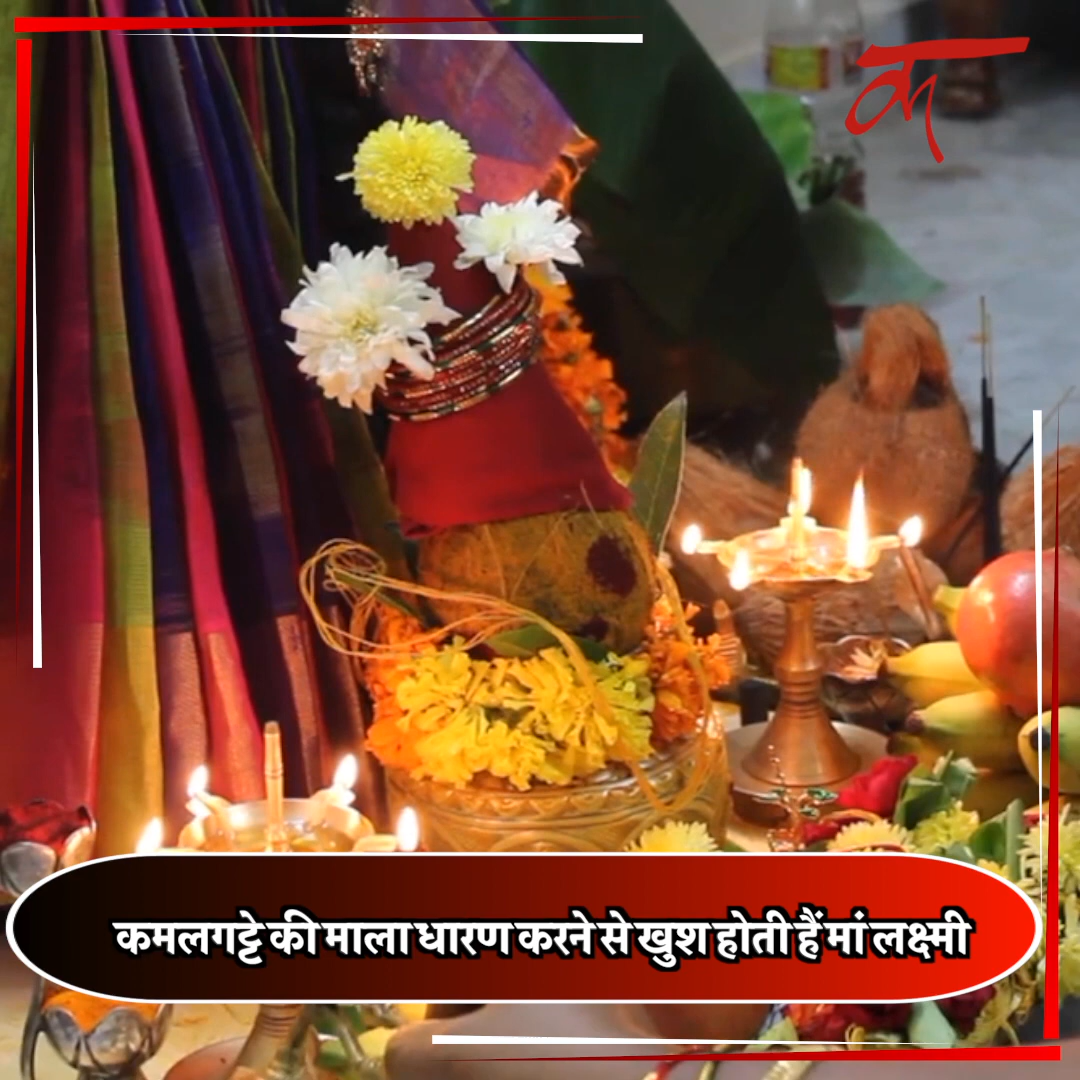 क
कमलगट्टे की माला धारण करने से खुश होती हैं मां लक्ष्मी